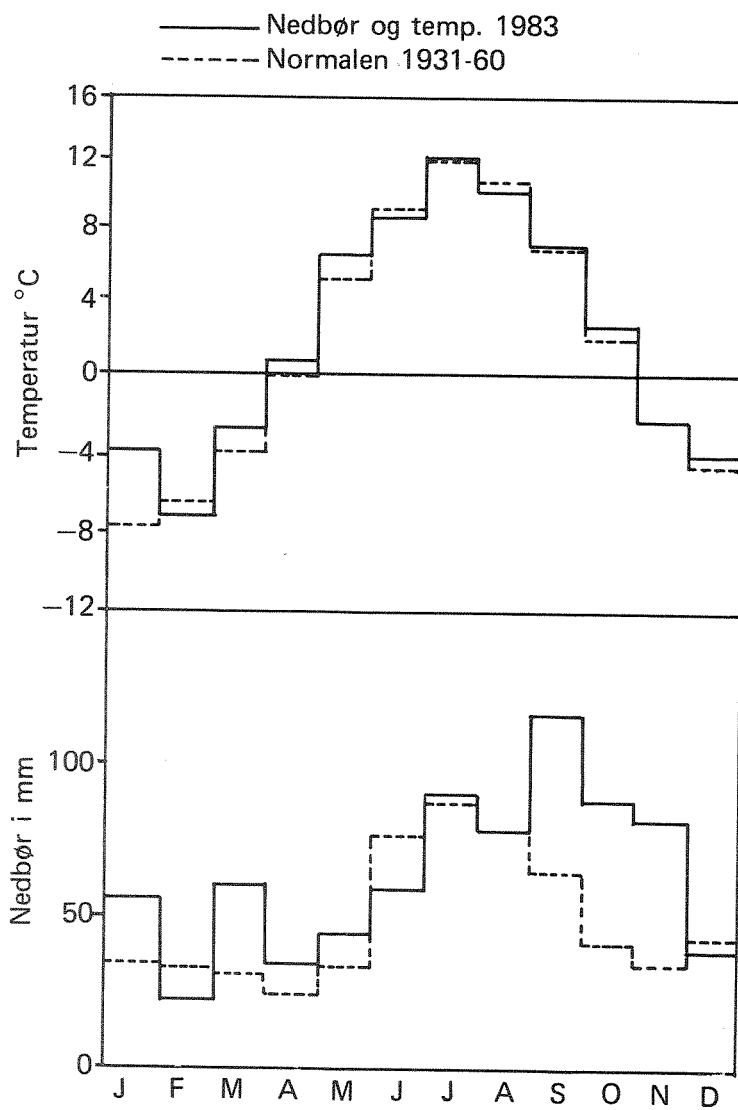 Nedbør og temp. 1983
Normalen 1931-60
16
12
8
4
0
−4
−8
−12
Temperatur °C
100
50
0
Nedbør i mm
J F M A M J J A S O N D